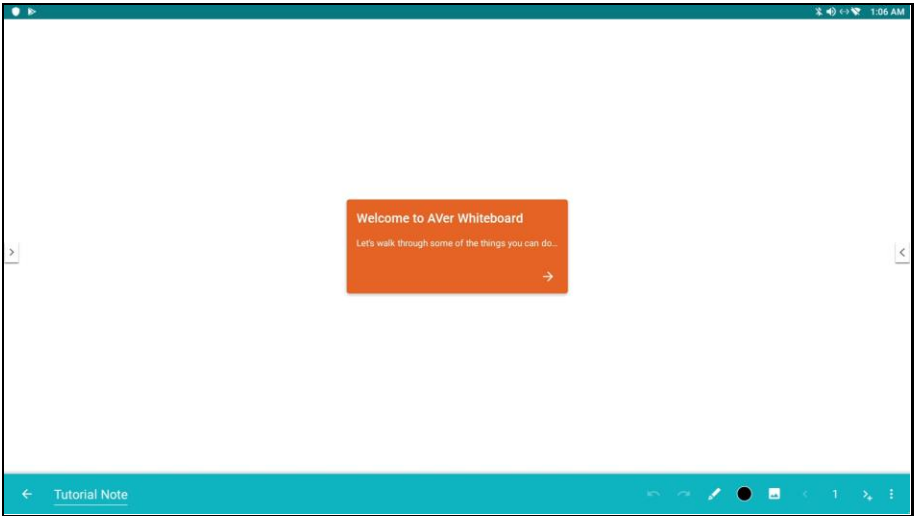 1:06 AM
Welcome to AVer Whiteboard
Let's walk through some of the things you can do...
Tutorial Note
1